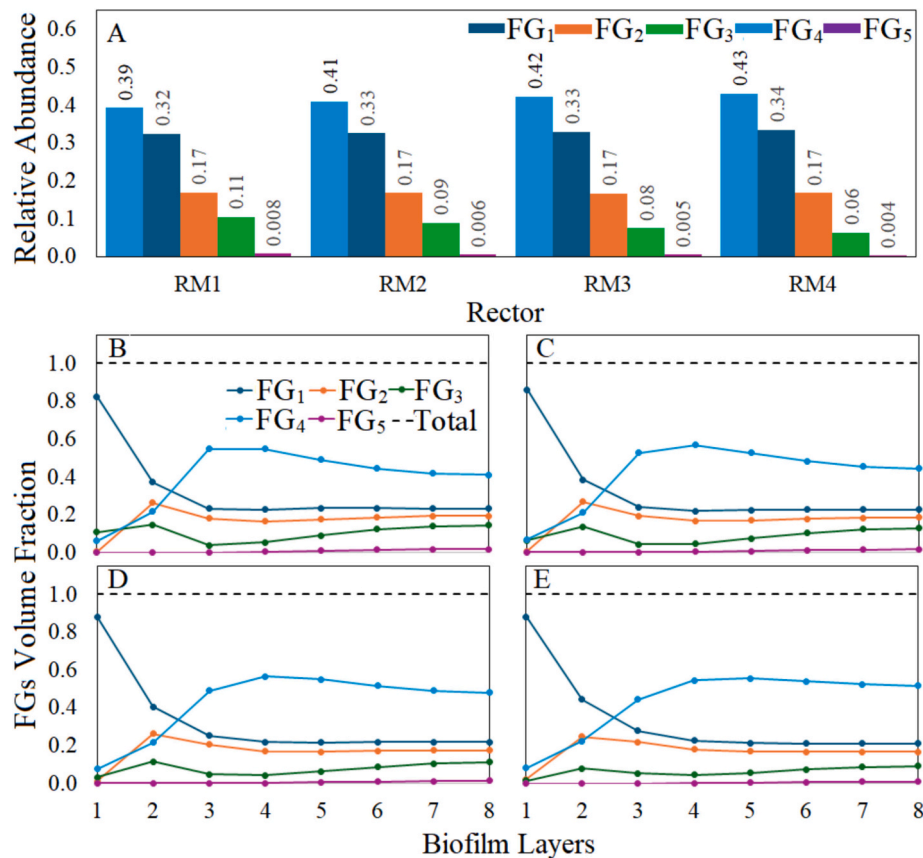 A
FG₁ FG₂ FG₃ FG₄ FG₅
Relative Abundance
0.6
0.5
0.4
0.3
0.2
0.1
0.0
0.39 0.32 0.17 0.11 0.008
0.41 0.33 0.17 0.09 0.006
0.42 0.33 0.17 0.08 0.005
0.43 0.34 0.17 0.06 0.004
RM1 RM2 RM3 RM4
Rector
FGs Volume Fraction
B
1.0
0.8
0.6
0.4
0.2
0.0
FG₁ FG₂ FG₃
FG₄ FG₅ Total
C
D
1.0
0.8
0.6
0.4
0.2
0.0
1 2 3 4 5 6 7 8
E
1 2 3 4 5 6 7 8
Biofilm Layers